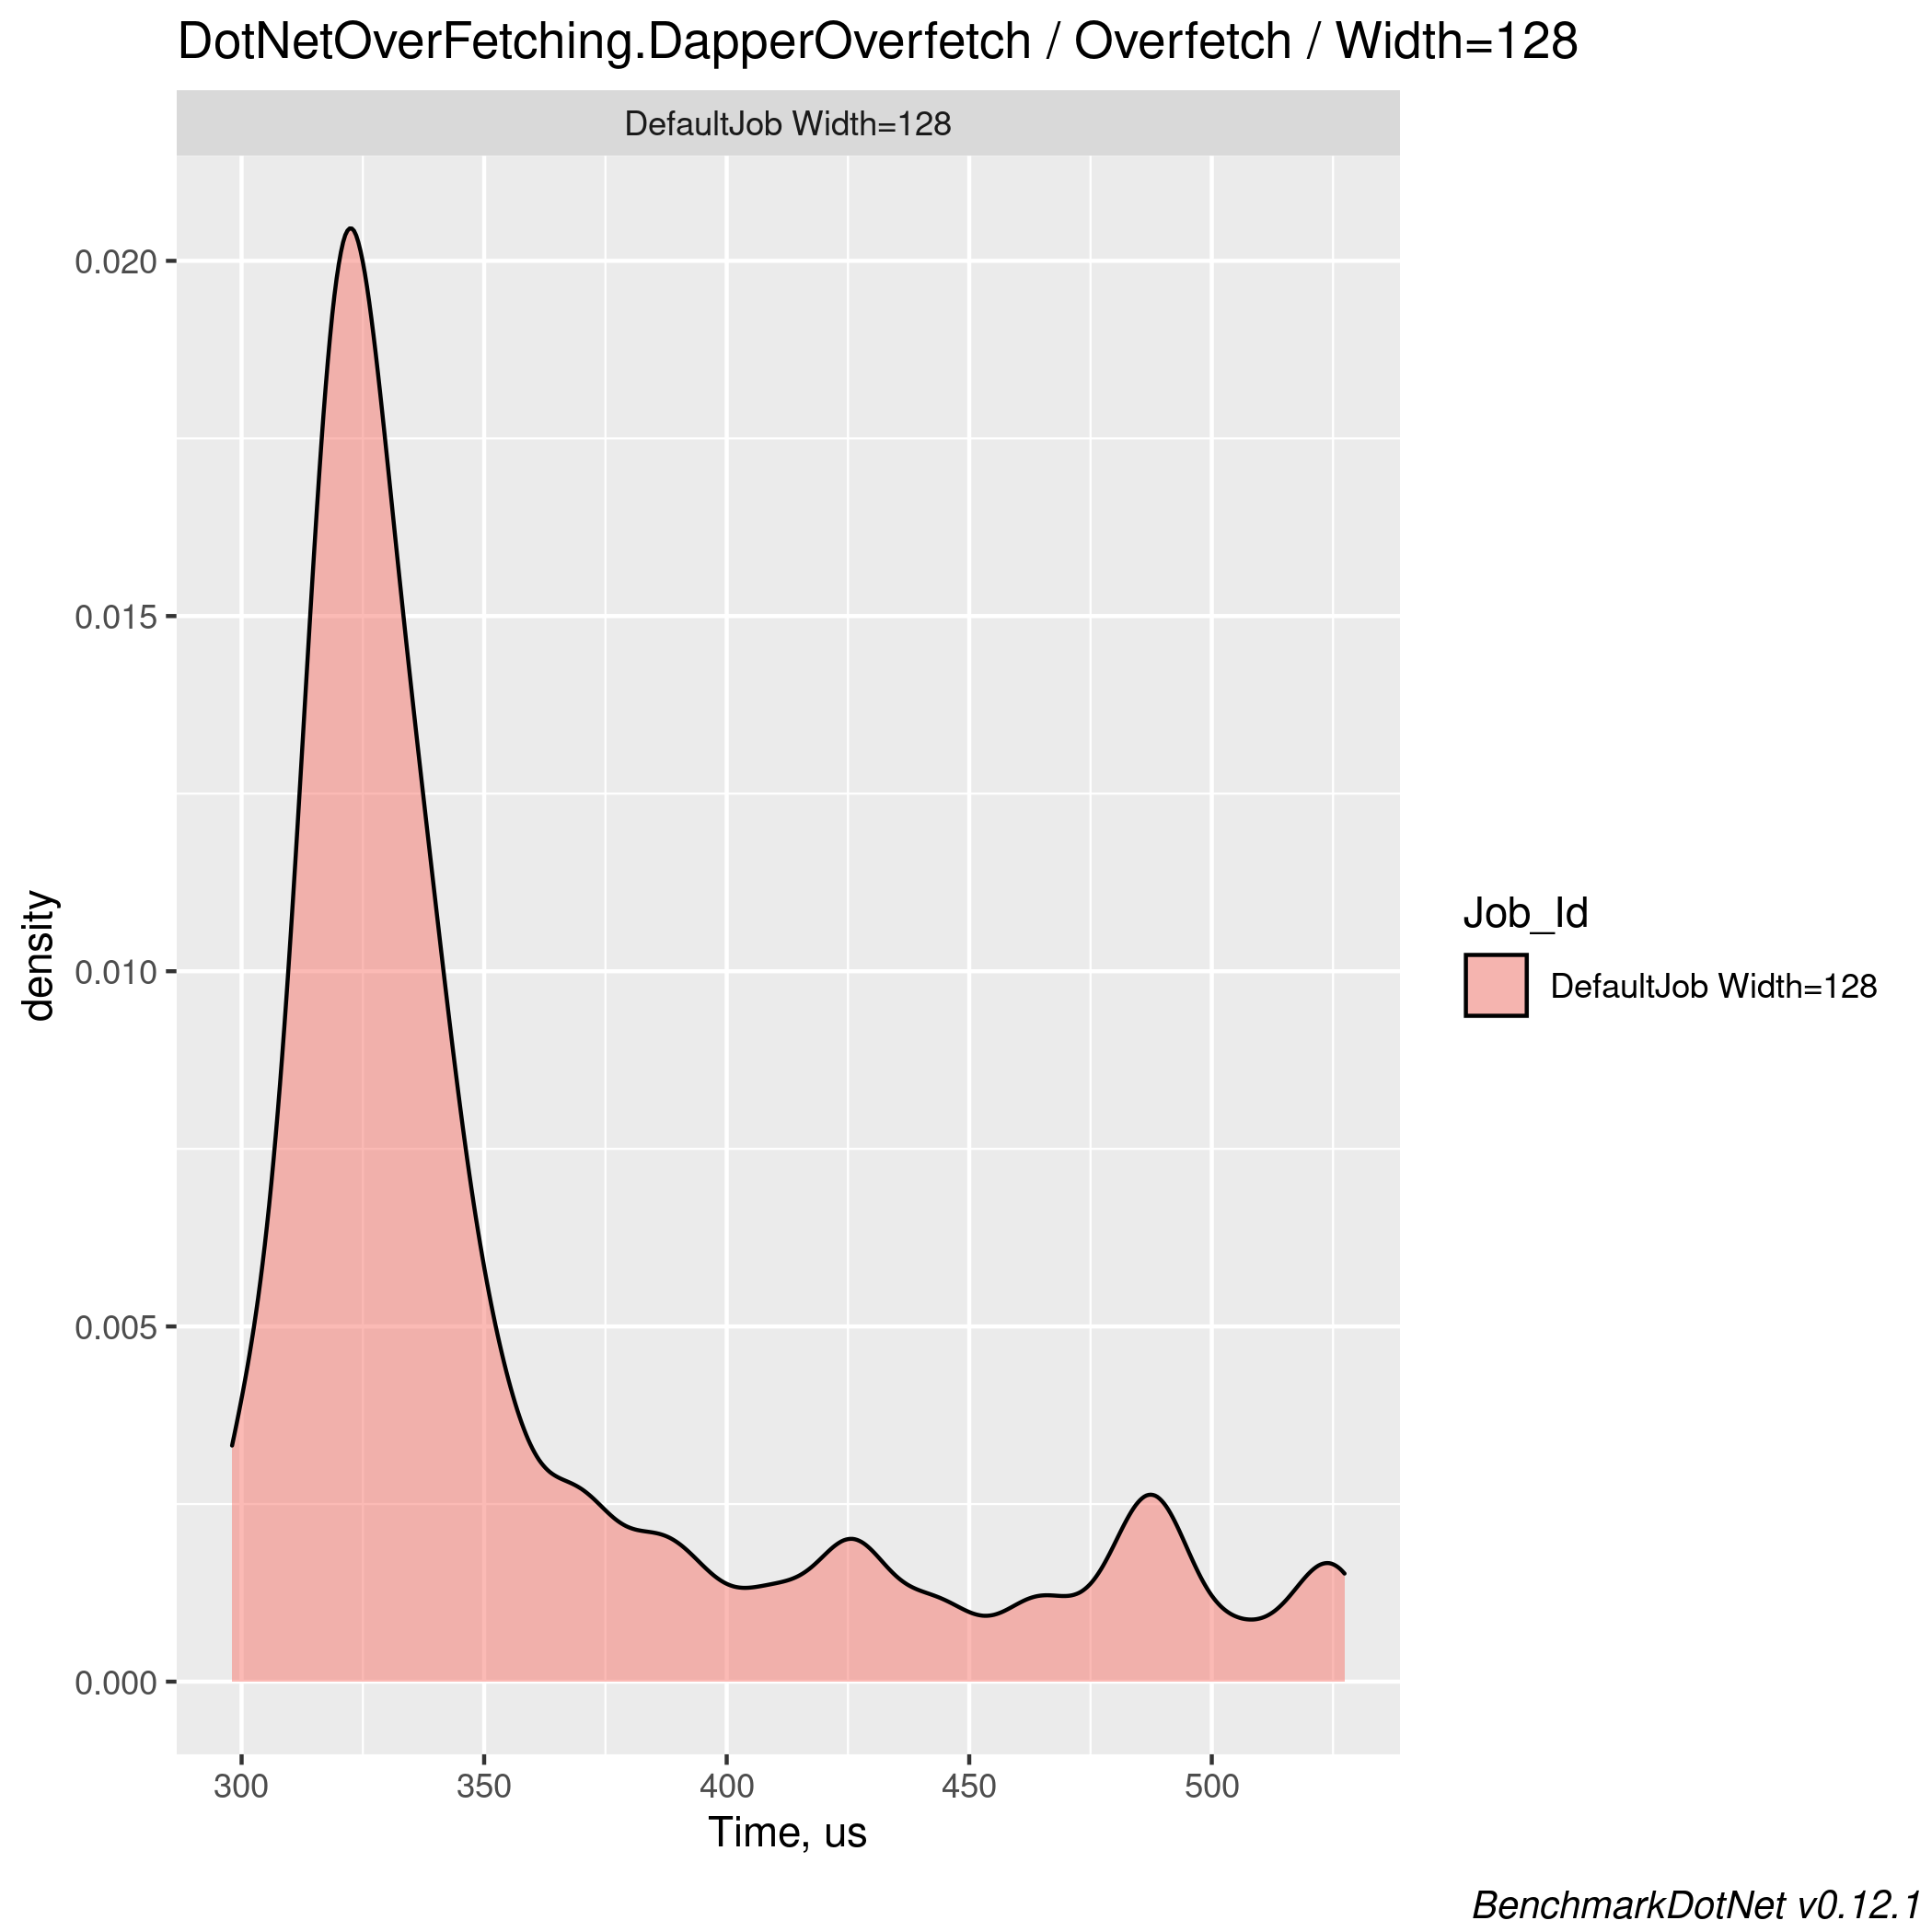 DotNetOverFetching.DapperOverfetch / Overfetch / Width=128
DefaultJob Width=128
0.020
0.015
0.010
0.005
0.000
density
300 350 400 450 500
Time, us
Job_Id
DefaultJob Width=128
BenchmarkDotNet v0.12.1